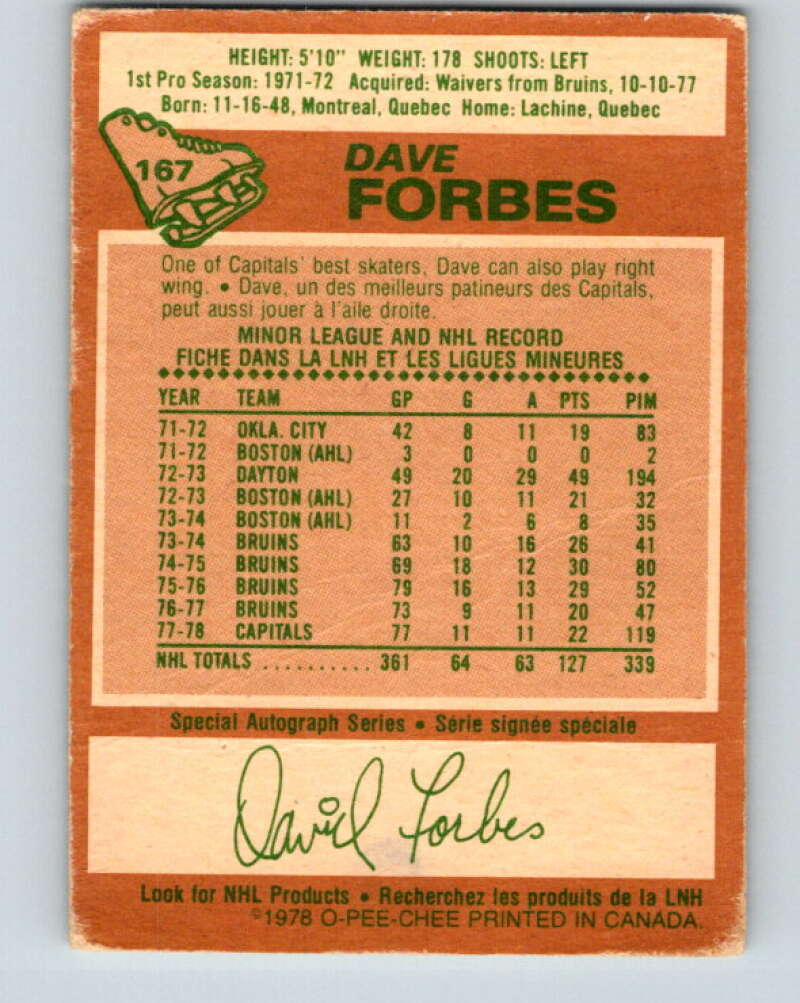 HEIGHT: 5'10" WEIGHT: 178 SHOOTS: LEFT
1st Pro Season: 1971-72 Acquired: Waivers from Bruins, 10-10-77
Born: 11-16-48, Montreal, Quebec Home: Lachine, Quebec
167
DAVE
FORBES
One of Capitals' best skaters, Dave can also play right
wing. • Dave, un des meilleurs patineurs des Capitals,
peut aussi jouer à l'aile droite.
MINOR LEAGUE AND NHL RECORD
FICHE DANS LA LNH ET LES LIGUES MINEURES
YEAR TEAM GP G A PTS PIM
71-72 OKLA. CITY 42 8 11 19 83
71-72 BOSTON (AHL) 3 0 0 0 2
72-73 DAYTON 49 20 29 49 194
72-73 BOSTON (AHL) 27 10 11 21 32
73-74 BOSTON (AHL) 11 2 6 8 35
73-74 BRUINS 63 10 16 26 41
74-75 BRUINS 69 18 12 30 80
75-76 BRUINS 79 16 13 29 52
76-77 BRUINS 73 9 11 20 47
77-78 CAPITALS 77 11 11 22 119
NHL TOTALS .......... 361 64 63 127 339
Special Autograph Series • Série signée spéciale
David Forbes
Look for NHL Products • Recherchez les produits de la LNH
©1978 O-PEE-CHEE PRINTED IN CANADA.